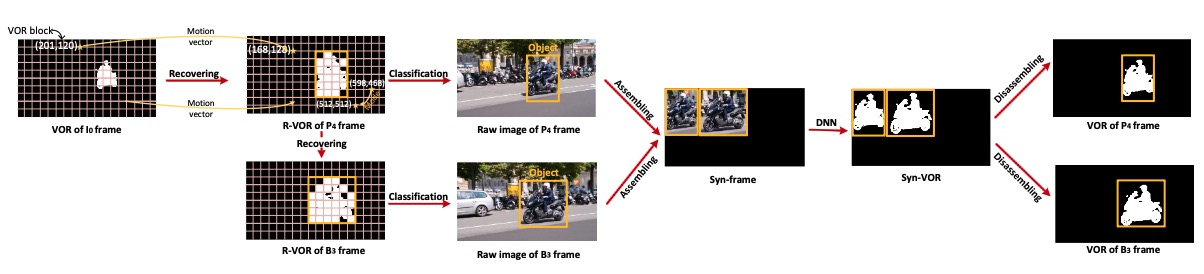 VOR block
(201,120)
Motion
vector
Recovering
Motion
vector
VOR of I0 frame
(168,128)
(598,468)
(512,512)
R-VOR of P4 frame
Recovering
R-VOR of B3 frame
Classification
Classification
Object
Raw image of P4 frame
Object
Raw image of B3 frame
Assembling
Assembling
Syn-frame
DNN
Syn-VOR
Disassembling
Disassembling
VOR of P4 frame
VOR of B3 frame